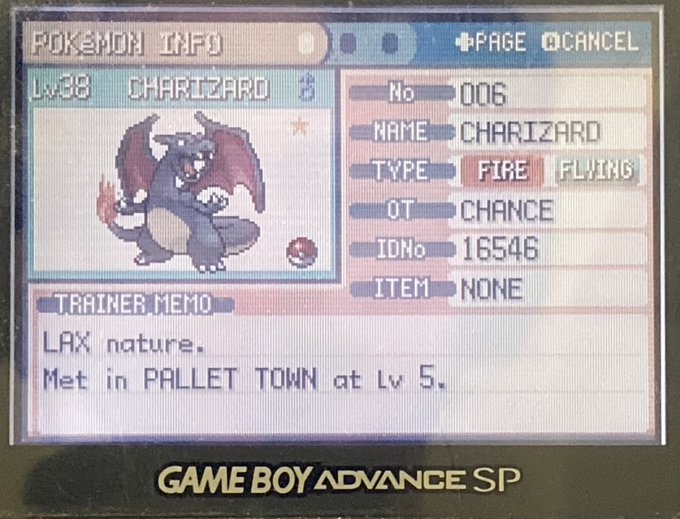 POKéMON INFO PAGE CANCEL
Lv38 CHARIZARD ♂
No 006
NAME CHARIZARD
TYPE FIRE FLYING
OT CHANCE
IDNo 16546
ITEM NONE
TRAINER MEMO
LAX nature.
Met in PALLET TOWN at Lv 5.
GAME BOY ADVANCE SP